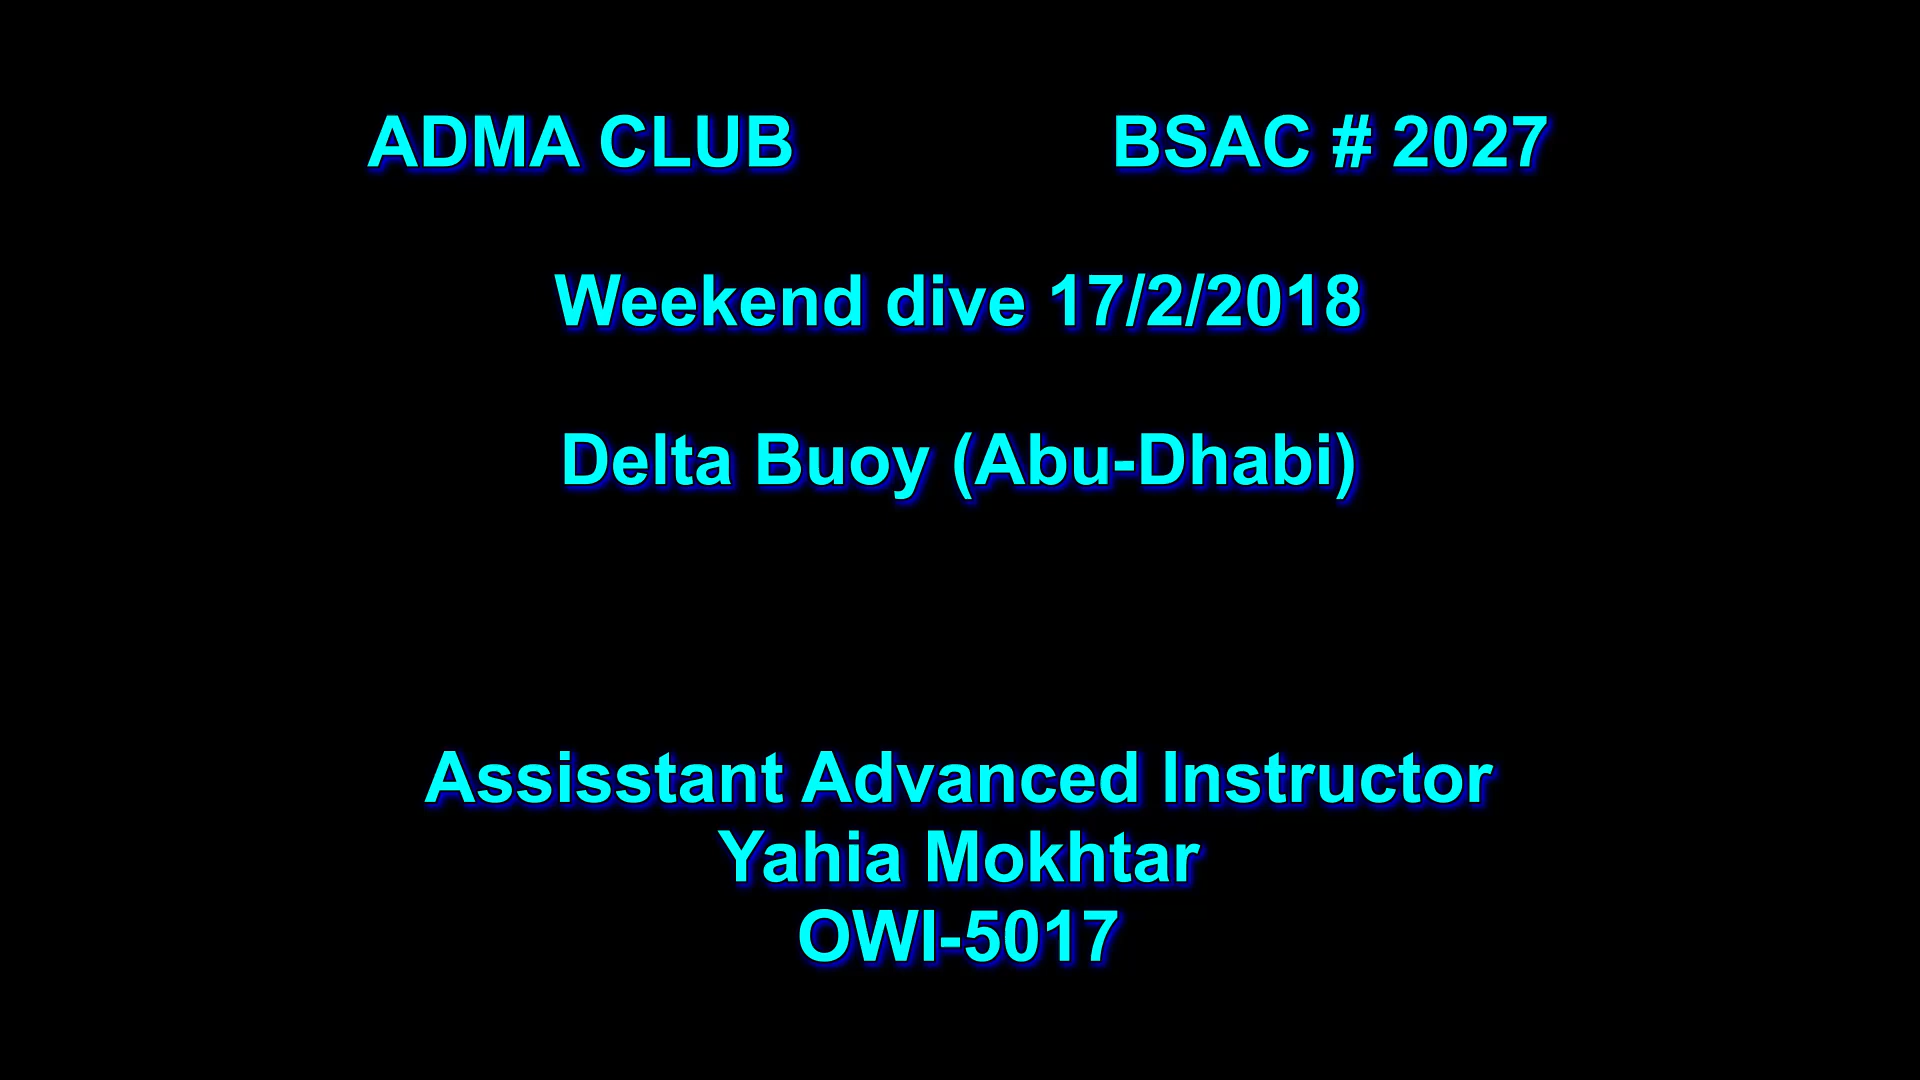 ADMA CLUB BSAC # 2027
Weekend dive 17/2/2018
Delta Buoy (Abu-Dhabi)
Assisstant Advanced Instructor
Yahia Mokhtar
OWI-5017